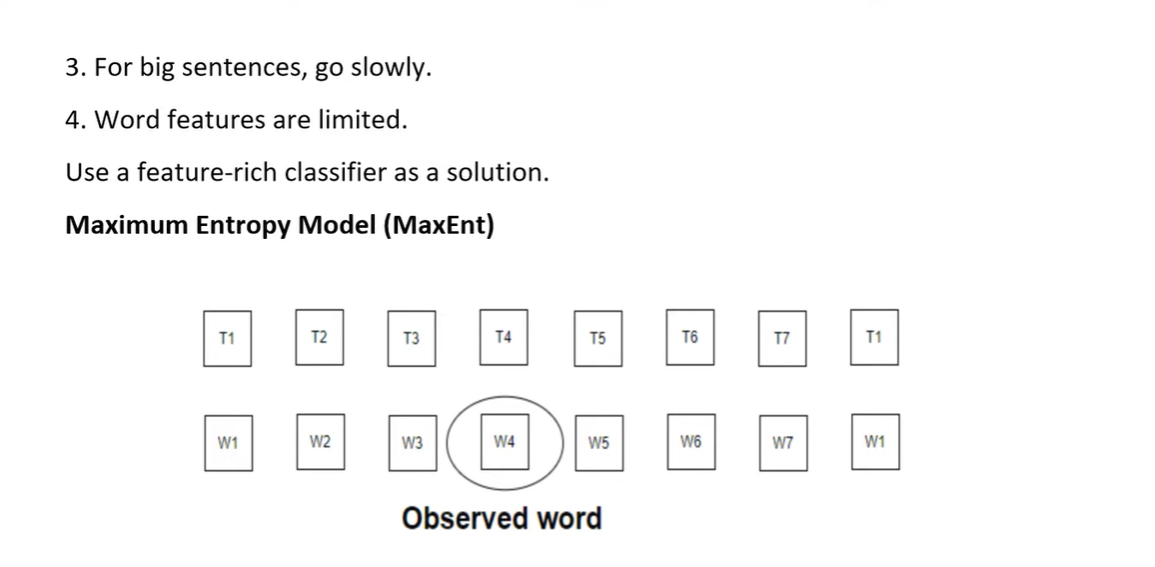 3. For big sentences, go slowly.
4. Word features are limited.
Use a feature-rich classifier as a solution.
Maximum Entropy Model (MaxEnt)
T1 T2 T3 T4 T5 T6 T7 T1
W1 W2 W3 W4 W5 W6 W7 W1
Observed word